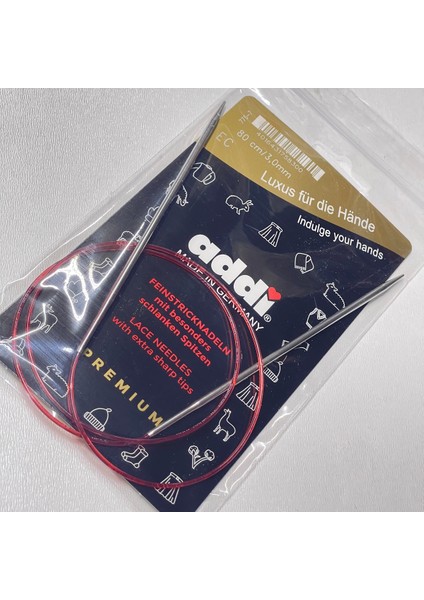 80 cm/3,0mm
EC
Luxus für die Hände
Indulge your hands
addi
MADE IN GERMANY
FEINSTRICKNADELN
mit besonders
schlanken Spitzen
LACE NEEDLES
with extra sharp tips
PREMIUM